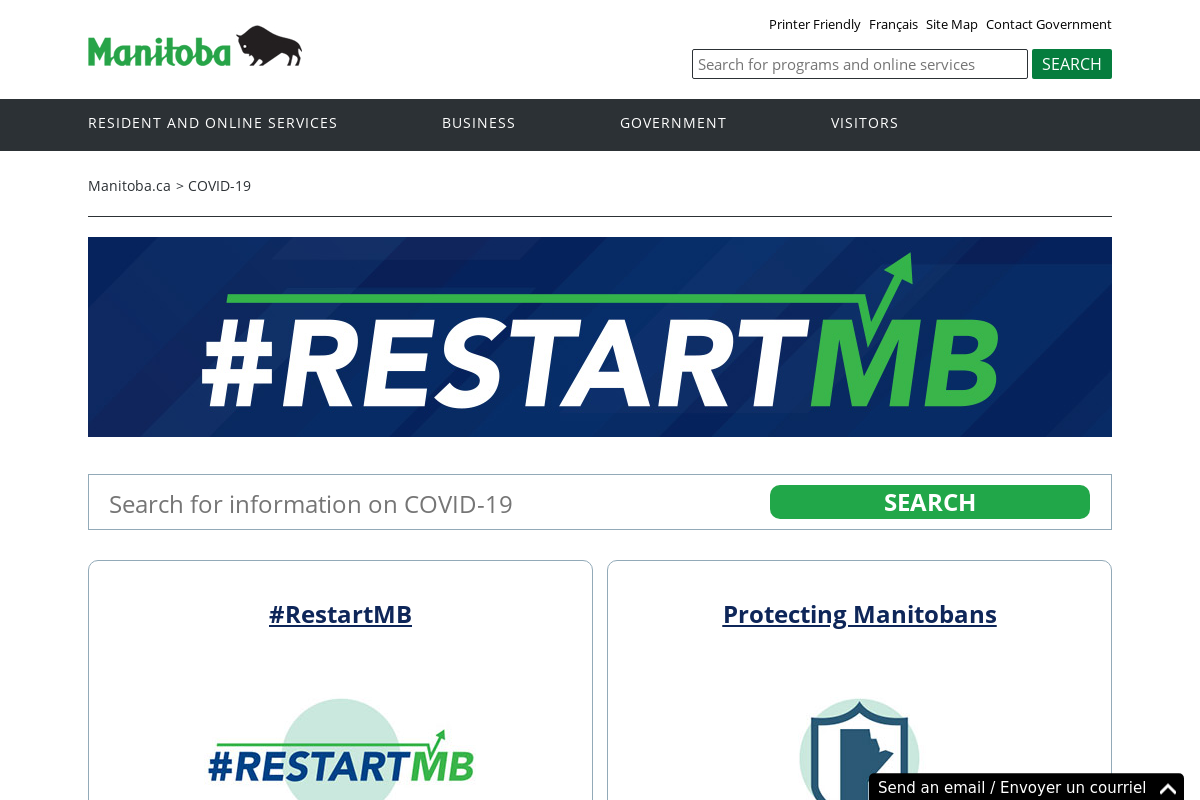 Printer Friendly Français Site Map Contact Government
Manitoba
Search for programs and online services SEARCH
RESIDENT AND ONLINE SERVICES BUSINESS GOVERNMENT VISITORS
Manitoba.ca > COVID-19
#RESTARTMB
Search for information on COVID-19 SEARCH
#RestartMB
Protecting Manitobans
#RESTARTMB
Send an email / Envoyer un courriel